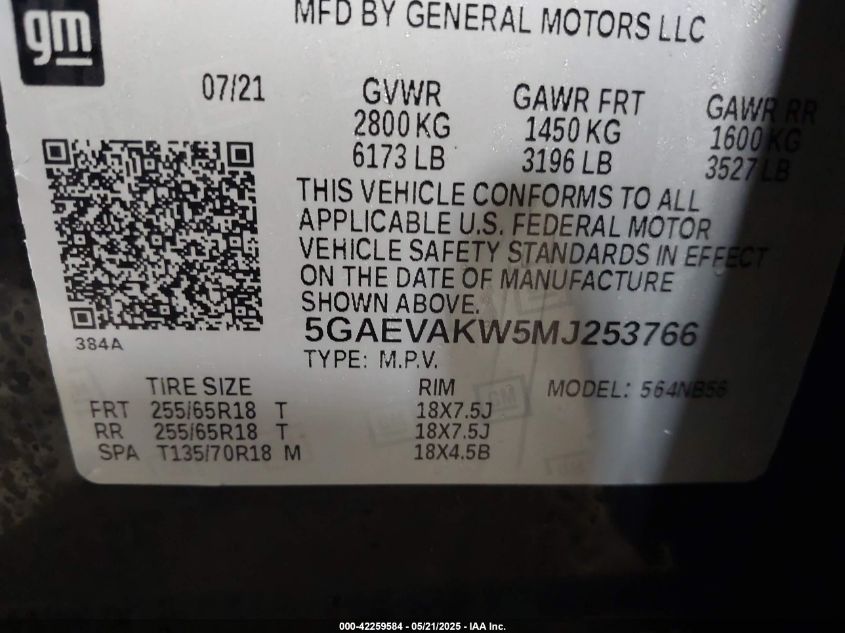 gm
MFD BY GENERAL MOTORS LLC
07/21
GVWR GAWR FRT GAWR RR
2800 KG 1450 KG 1600 KG
6173 LB 3196 LB 3527 LB
THIS VEHICLE CONFORMS TO ALL
APPLICABLE U.S. FEDERAL MOTOR
VEHICLE SAFETY STANDARDS IN EFFECT
ON THE DATE OF MANUFACTURE
SHOWN ABOVE.
384A
5GAEVAKW5MJ253766
TYPE: M.P.V.
TIRE SIZE RIM MODEL: 564NB56
FRT 255/65R18 T 18X7.5J
RR 255/65R18 T 18X7.5J
SPA T135/70R18 M 18X4.5B
000-42259584 - 05/21/2025 - IAA Inc.